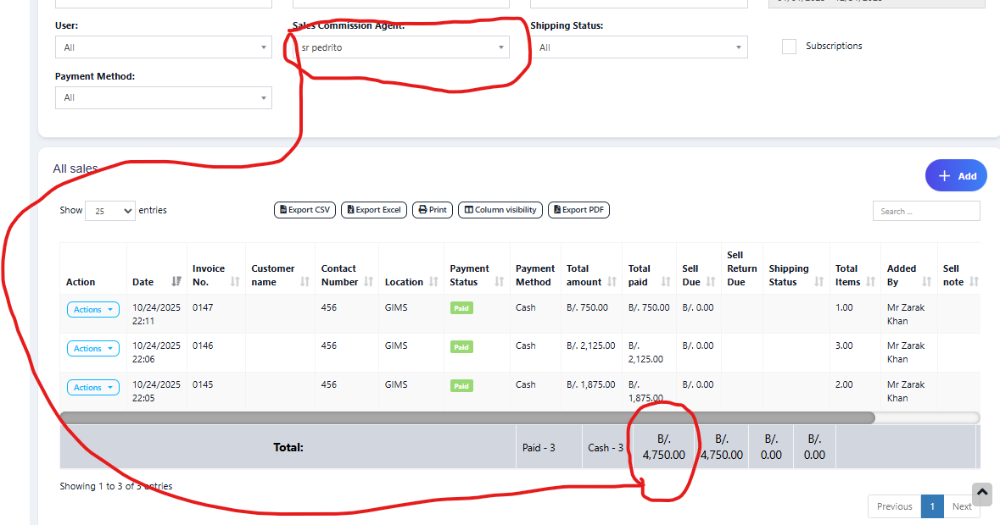 User:
Sales Commission Agent:
Shipping Status:
All
sr pedrito
All
Subscriptions
Payment Method:
All
All sales
+ Add
Show 25 entries
Export CSV
Export Excel
Print
Column visibility
Export PDF
Search ...
Action
Date
Invoice No.
Customer name
Contact Number
Location
Payment Status
Payment Method
Total amount
Total paid
Sell Due
Sell Return Due
Shipping Status
Total Items
Added By
Sell note
Actions 10/24/2025 22:11 0147 456 GIMS Paid Cash B/. 750.00 B/. 750.00 B/. 0.00 1.00 Mr Zarak Khan
Actions 10/24/2025 22:06 0146 456 GIMS Paid Cash B/. 2,125.00 B/. 2,125.00 B/. 0.00 3.00 Mr Zarak Khan
Actions 10/24/2025 22:05 0145 456 GIMS Paid Cash B/. 1,875.00 B/. 1,875.00 B/. 0.00 2.00 Mr Zarak Khan
Total: Paid - 3 Cash - 3 B/. 4,750.00 B/. 4,750.00 B/. 0.00 B/. 0.00
Showing 1 to 3 of 3 entries
Previous 1 Next